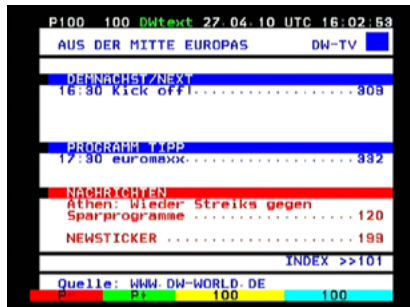 P100 100 DWtext 27.04.10 UTC 16:02:53
AUS DER MITTE EUROPAS DW-TV
DEMNÄCHST/NEXT
16:30 Kick off!.................309
PROGRAMM TIPP
17:30 euromaxx..................332
NACHRICHTEN
Athen: Wieder Streiks gegen
Sparprogramme ..................120
NEWSTICKER .....................199
INDEX >>101
Quelle: WWW.DW-WORLD.DE
P- P+ 100 100